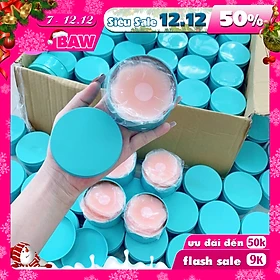 7 - 12.12
BAW
Siêu Sale 12.12
50%
ưu đãi đến 50k
flash sale 9K